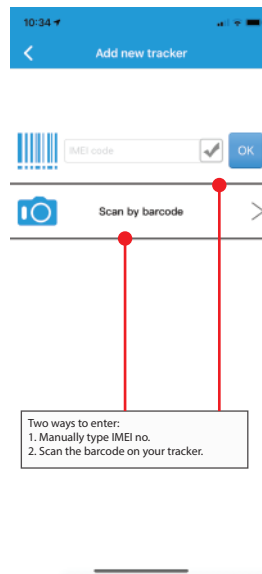 10:34
Add new tracker
IMEI code
OK
Scan by barcode
Two ways to enter:
1. Manually type IMEI no.
2. Scan the barcode on your tracker.